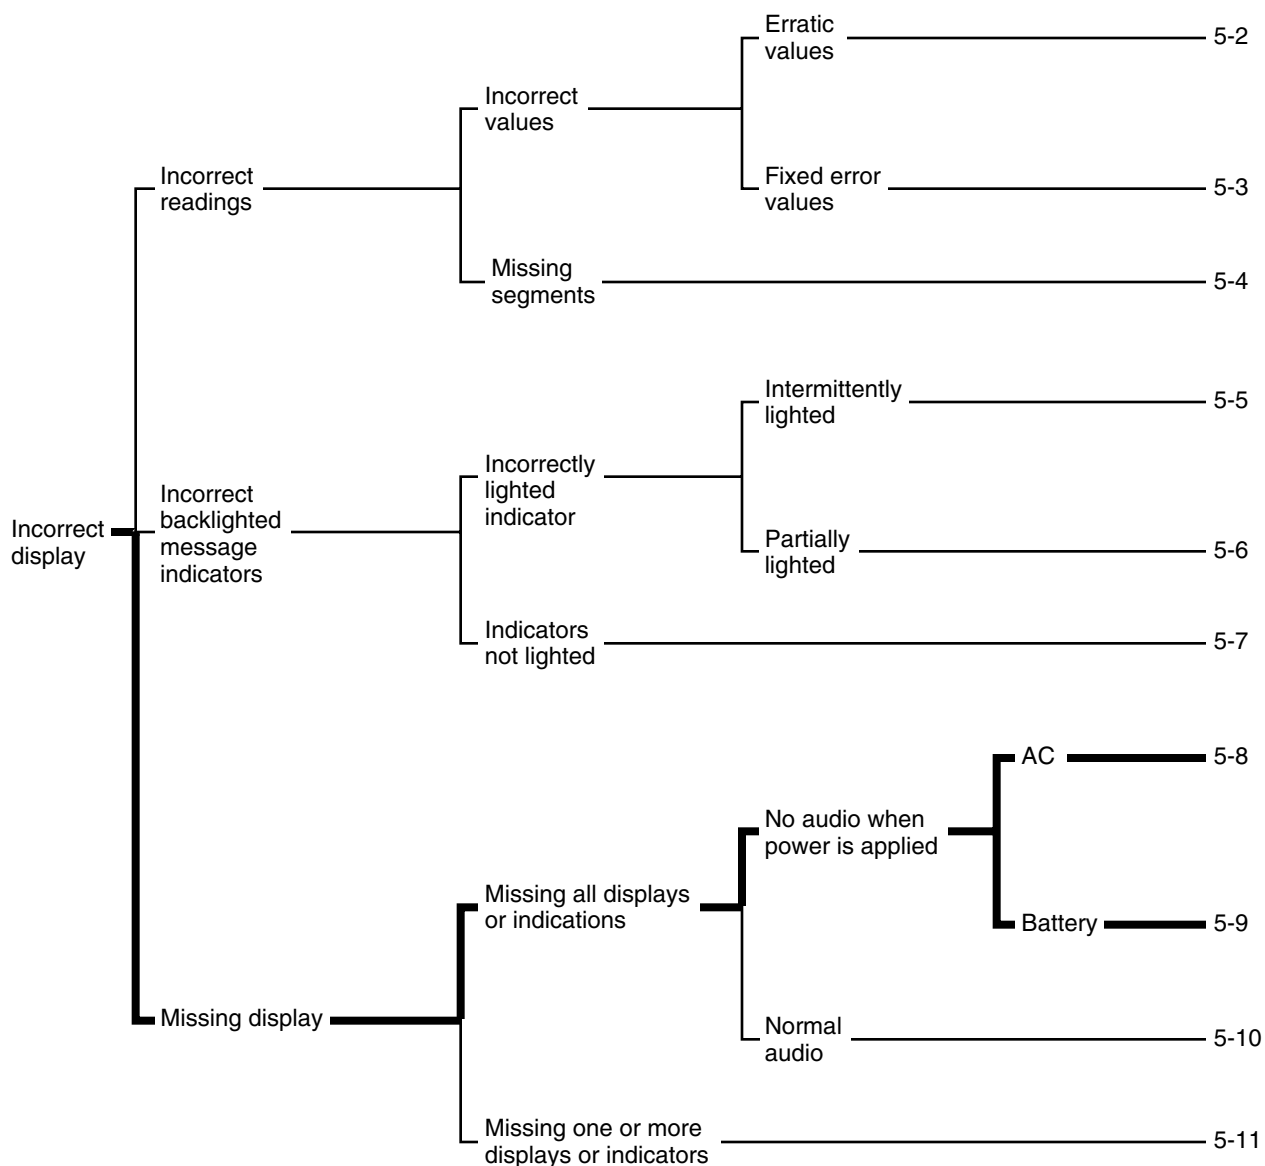 Erratic
values
5-2
Incorrect
values
Incorrect
readings
Fixed error
values
5-3
Missing
segments
5-4
Intermittently
lighted
5-5
Incorrectly
lighted
indicator
Incorrect
backlighted
message
indicators
Incorrect
display
Partially
lighted
5-6
Indicators
not lighted
5-7
AC
5-8
No audio when
power is applied
Missing all displays
or indications
Battery
5-9
Missing display
Normal
audio
5-10
Missing one or more
displays or indicators
5-11